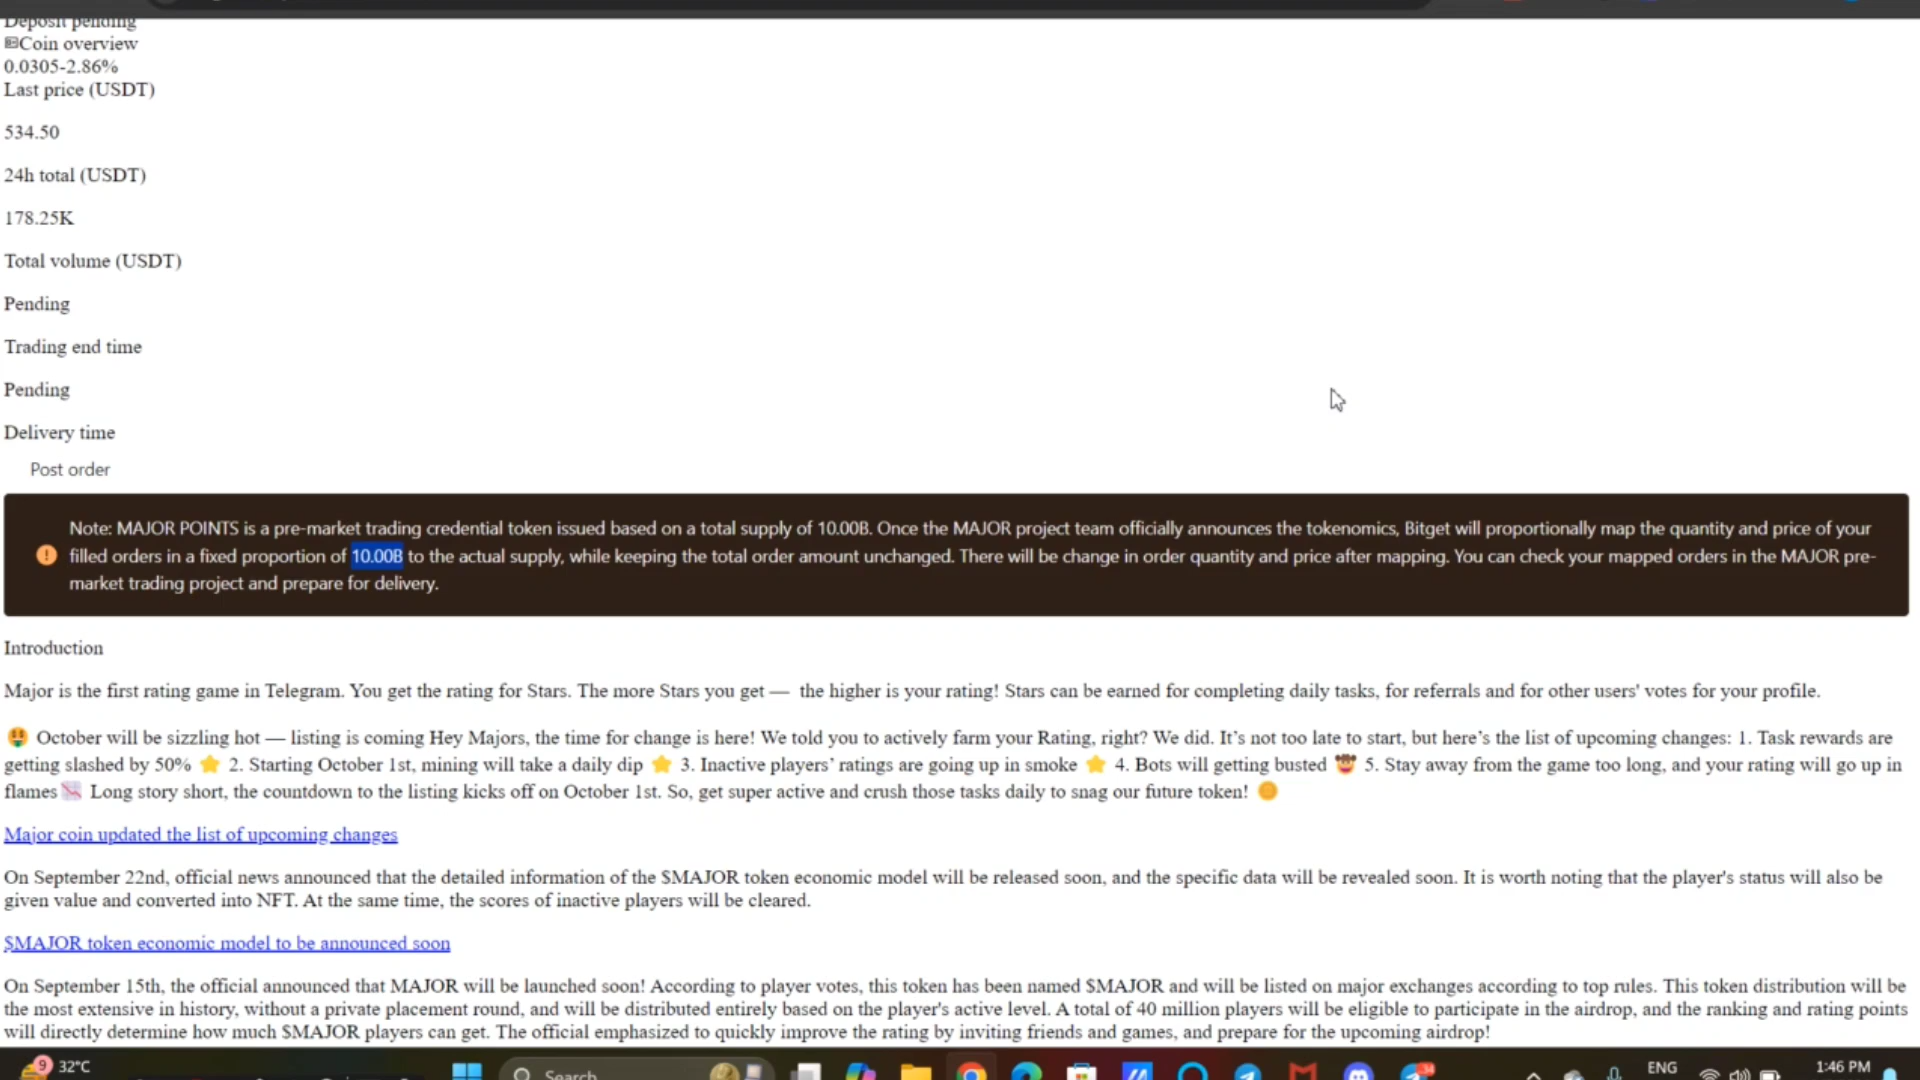 Deposit pending
Coin overview
0.0305-2.86%
Last price (USDT)
534.50
24h total (USDT)
178.25K
Total volume (USDT)
Pending
Trading end time
Pending
Delivery time
Post order
Note: MAJOR POINTS is a pre-market trading credential token issued based on a total supply of 10.00B. Once the MAJOR project team officially announces the tokenomics, Bitget will proportionally map the quantity and price of your
filled orders in a fixed proportion of 10.00B to the actual supply, while keeping the total order amount unchanged. There will be change in order quantity and price after mapping. You can check your mapped orders in the MAJOR pre-
market trading project and prepare for delivery.
Introduction
Major is the first rating game in Telegram. You get the rating for Stars. The more Stars you get — the higher is your rating! Stars can be earned for completing daily tasks, for referrals and for other users' votes for your profile.
🤑 October will be sizzling hot — listing is coming Hey Majors, the time for change is here! We told you to actively farm your Rating, right? We did. It’s not too late to start, but here’s the list of upcoming changes: 1. Task rewards are
getting slashed by 50% ⭐ 2. Starting October 1st, mining will take a daily dip ⭐ 3. Inactive players’ ratings are going up in smoke ⭐ 4. Bots will getting busted 🤠 5. Stay away from the game too long, and your rating will go up in
flames 📉 Long story short, the countdown to the listing kicks off on October 1st. So, get super active and crush those tasks daily to snag our future token! 🟡
Major coin updated the list of upcoming changes
On September 22nd, official news announced that the detailed information of the $MAJOR token economic model will be released soon, and the specific data will be revealed soon. It is worth noting that the player's status will also be
given value and converted into NFT. At the same time, the scores of inactive players will be cleared.
$MAJOR token economic model to be announced soon
On September 15th, the official announced that MAJOR will be launched soon! According to player votes, this token has been named $MAJOR and will be listed on major exchanges according to top rules. This token distribution will be
the most extensive in history, without a private placement round, and will be distributed entirely based on the player's active level. A total of 40 million players will be eligible to participate in the airdrop, and the ranking and rating points
will directly determine how much $MAJOR players can get. The official emphasized to quickly improve the rating by inviting friends and games, and prepare for the upcoming airdrop!
9 32°C Search ENG 1:46 PM